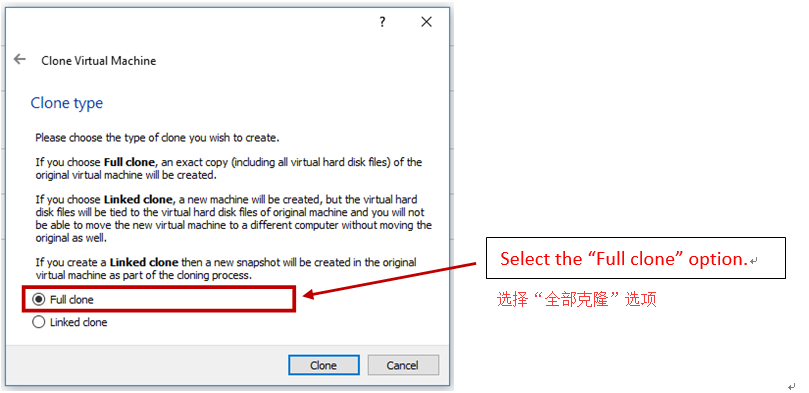 ?
Clone Virtual Machine
Clone type
Please choose the type of clone you wish to create.
If you choose Full clone, an exact copy (including all virtual hard disk files) of the
original virtual machine will be created.
If you choose Linked clone, a new machine will be created, but the virtual hard
disk files will be tied to the virtual hard disk files of original machine and you will not
be able to move the new virtual machine to a different computer without moving the
original as well.
If you create a Linked clone then a new snapshot will be created in the original
virtual machine as part of the cloning process.
Full clone
Linked clone
Clone
Cancel
Select the “Full clone” option.
选择“全部克隆”选项